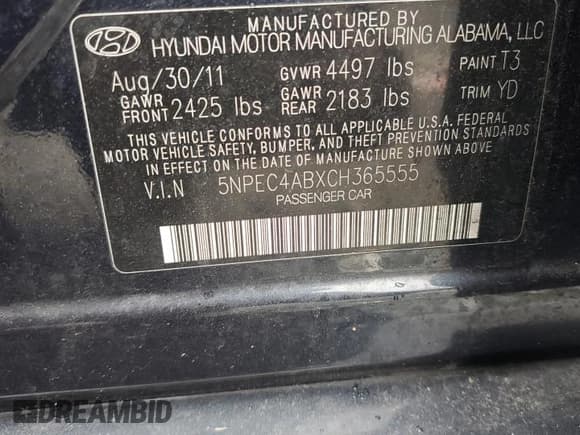 MANUFACTURED BY
HYUNDAI MOTOR MANUFACTURING ALABAMA, LLC
Aug/30/11 GVWR 4497 lbs PAINT T3
GAWR FRONT 2425 lbs GAWR REAR 2183 lbs TRIM YD
THIS VEHICLE CONFORMS TO ALL APPLICABLE U.S.A. FEDERAL
MOTOR VEHICLE SAFETY, BUMPER, AND THEFT PREVENTION STANDARDS
IN EFFECT ON THE DATE OF MANUFACTURE SHOWN ABOVE
V.I.N 5NPEC4ABXCH365555
PASSENGER CAR
DREAMBID